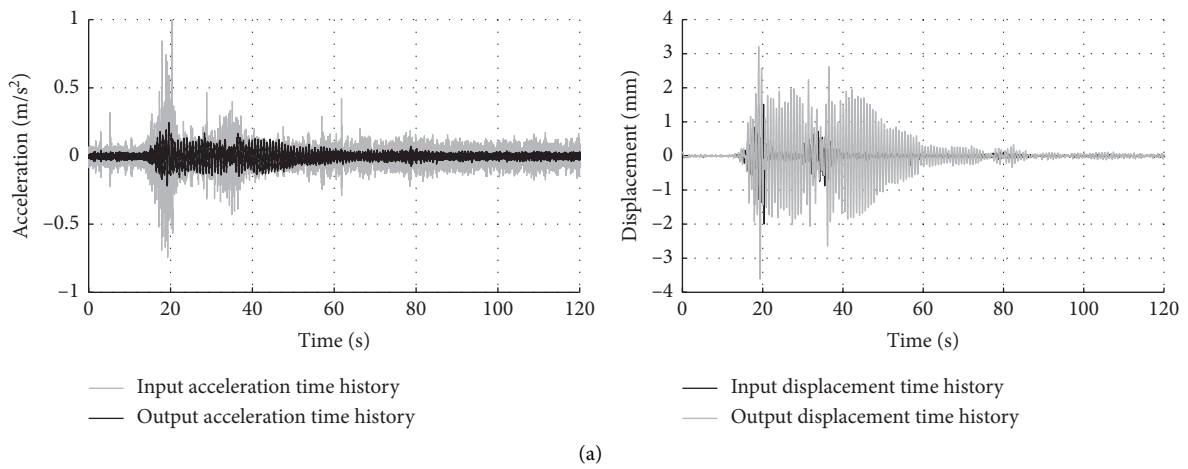 1
0.5
0
−0.5
−1
Acceleration (m/s²)
0 20 40 60 80 100 120
Time (s)
Input acceleration time history
Output acceleration time history
4
3
2
1
0
−1
−2
−3
−4
Displacement (mm)
0 20 40 60 80 100 120
Time (s)
Input displacement time history
Output displacement time history
(a)